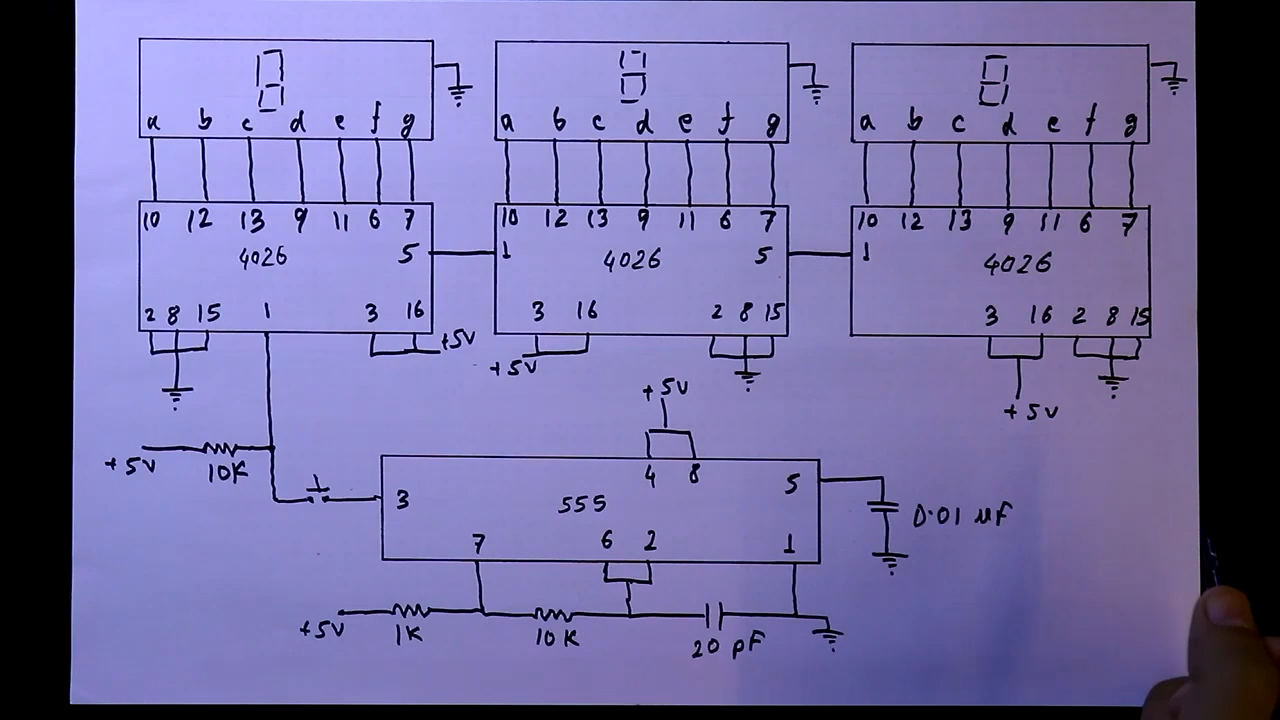 a b c d e f g
a b c d e f g
a b c d e f g
10 12 13 9 11 6 7
10 12 13 9 11 6 7
10 12 13 9 11 6 7
4026 5
1 4026 5
1 4026
2 8 15 1 3 16
3 16 2 8 15
3 16 2 8 15
+5V
+5V
+5V
+5V
+5V
10K
4 8 5
3 555
0.01 µF
7 6 2 1
+5V
1K
10K
20 pF